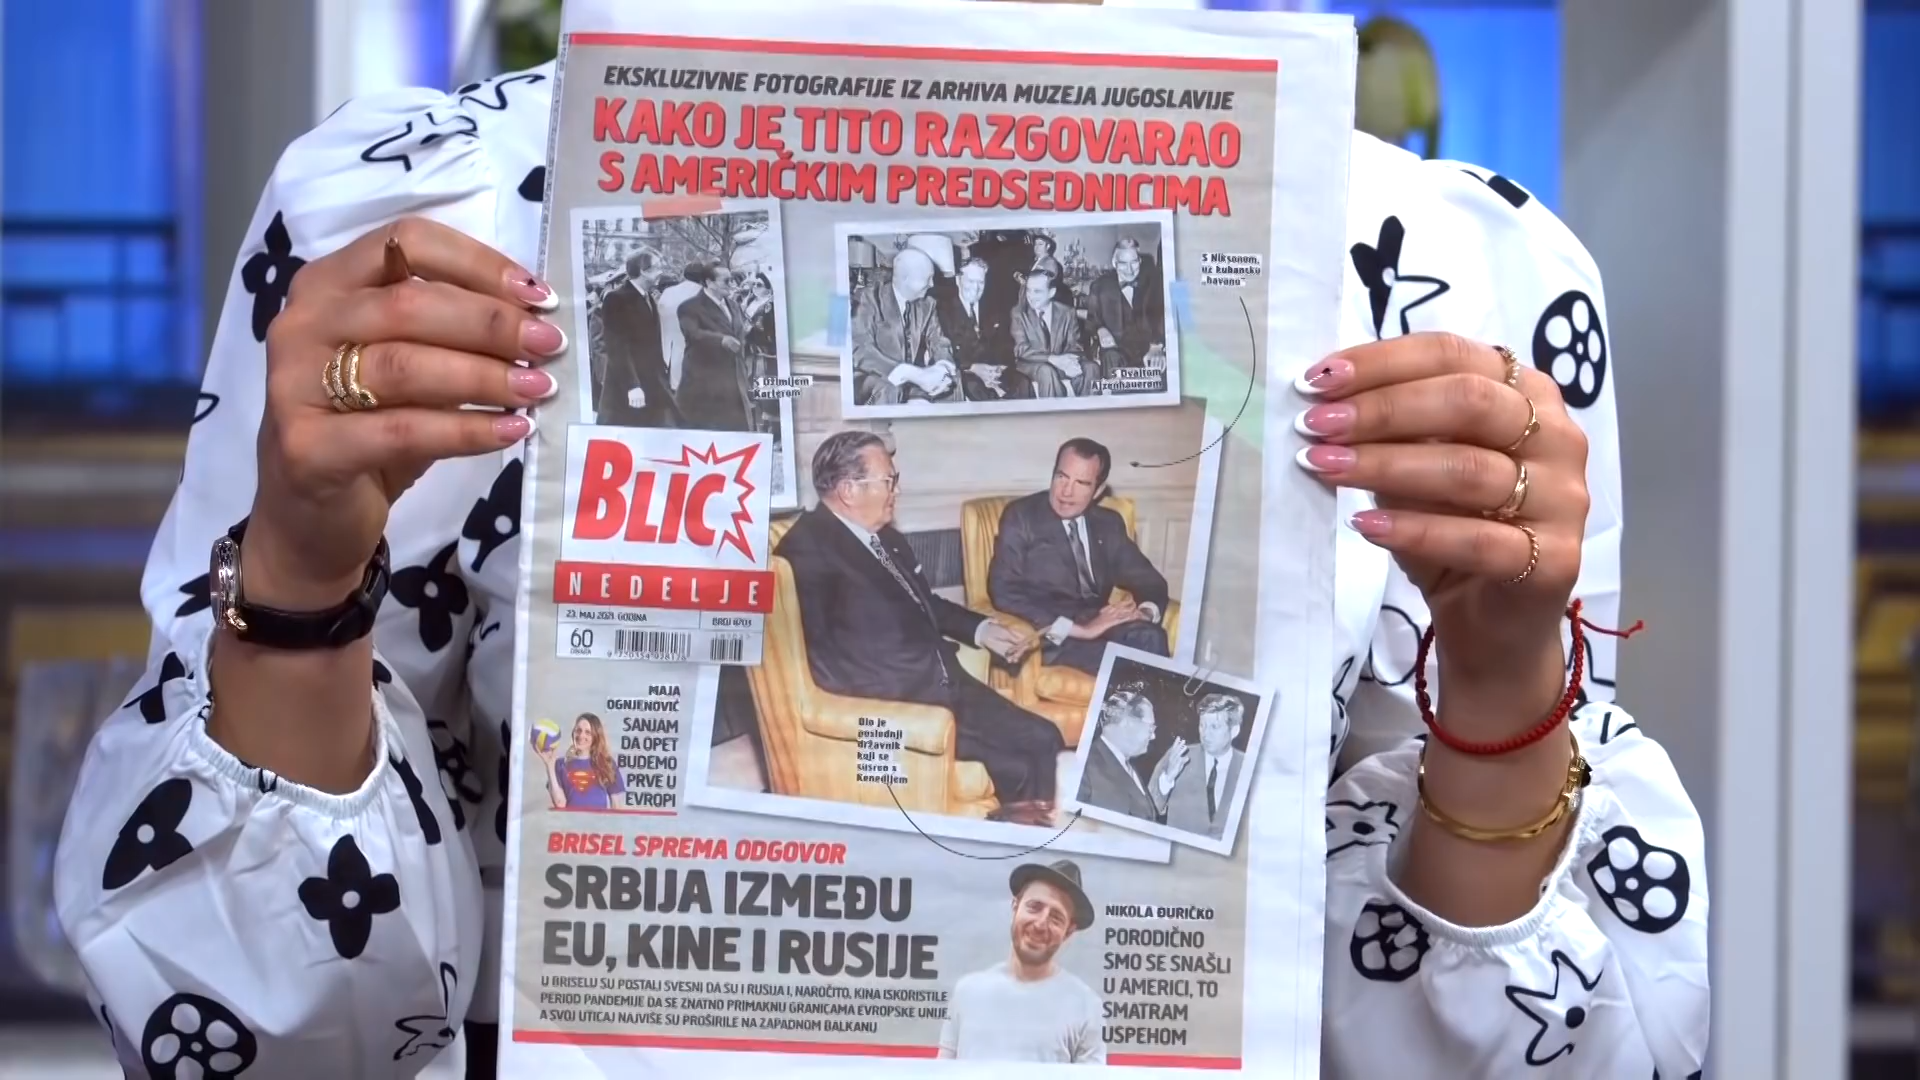 EKSKLUZIVNE FOTOGRAFIJE IZ ARHIVA MUZEJA JUGOSLAVIJE
KAKO JE TITO RAZGOVARAO
S AMERIČKIM PREDSEDNICIMA
S Džimijem
Karterom
S Dvajtom
Ajzenhauerom
S Niksonom,
uz kubansku
„havanu“
BLIC
NEDELJE
23. MAJ 2021. GODINA
BROJ 8703
60
DINARA
Bio je
poslednji
državnik
koji se
susreo s
Kenedijem
MAJA
OGNJENOVIĆ
SANJAM
DA OPET
BUDEMO
PRVE U
EVROPI
BRISEL SPREMA ODGOVOR
SRBIJA IZMEĐU
EU, KINE I RUSIJE
U BRISELU SU POSTALI SVESNI DA SU I RUSIJA I, NAROČITO, KINA ISKORISTILE
PERIOD PANDEMIJE DA SE ZNATNO PRIMAKNU GRANICAMA EVROPSKE UNIJE,
A SVOJ UTICAJ NAJVIŠE SU PROŠIRILE NA ZAPADNOM BALKANU
NIKOLA ĐURIČKO
PORODIČNO
SMO SE SNAŠLI
U AMERICI, TO
SMATRAM
USPEHOM